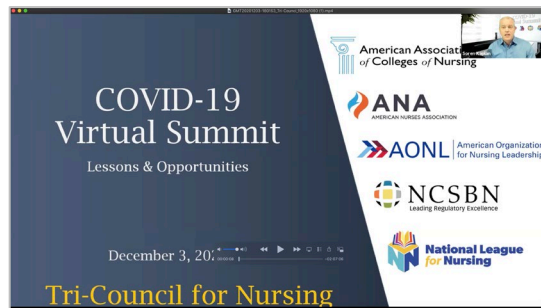 COVID-19
Virtual Summit
Lessons & Opportunities
December 3, 202
Tri-Council for Nursing
American Associati
of Colleges of Nursing
ANA
AMERICAN NURSES ASSOCIATION
AONL
American Organization
for Nursing Leadership
NCSBN
Leading Regulatory Excellence
National League
for Nursing